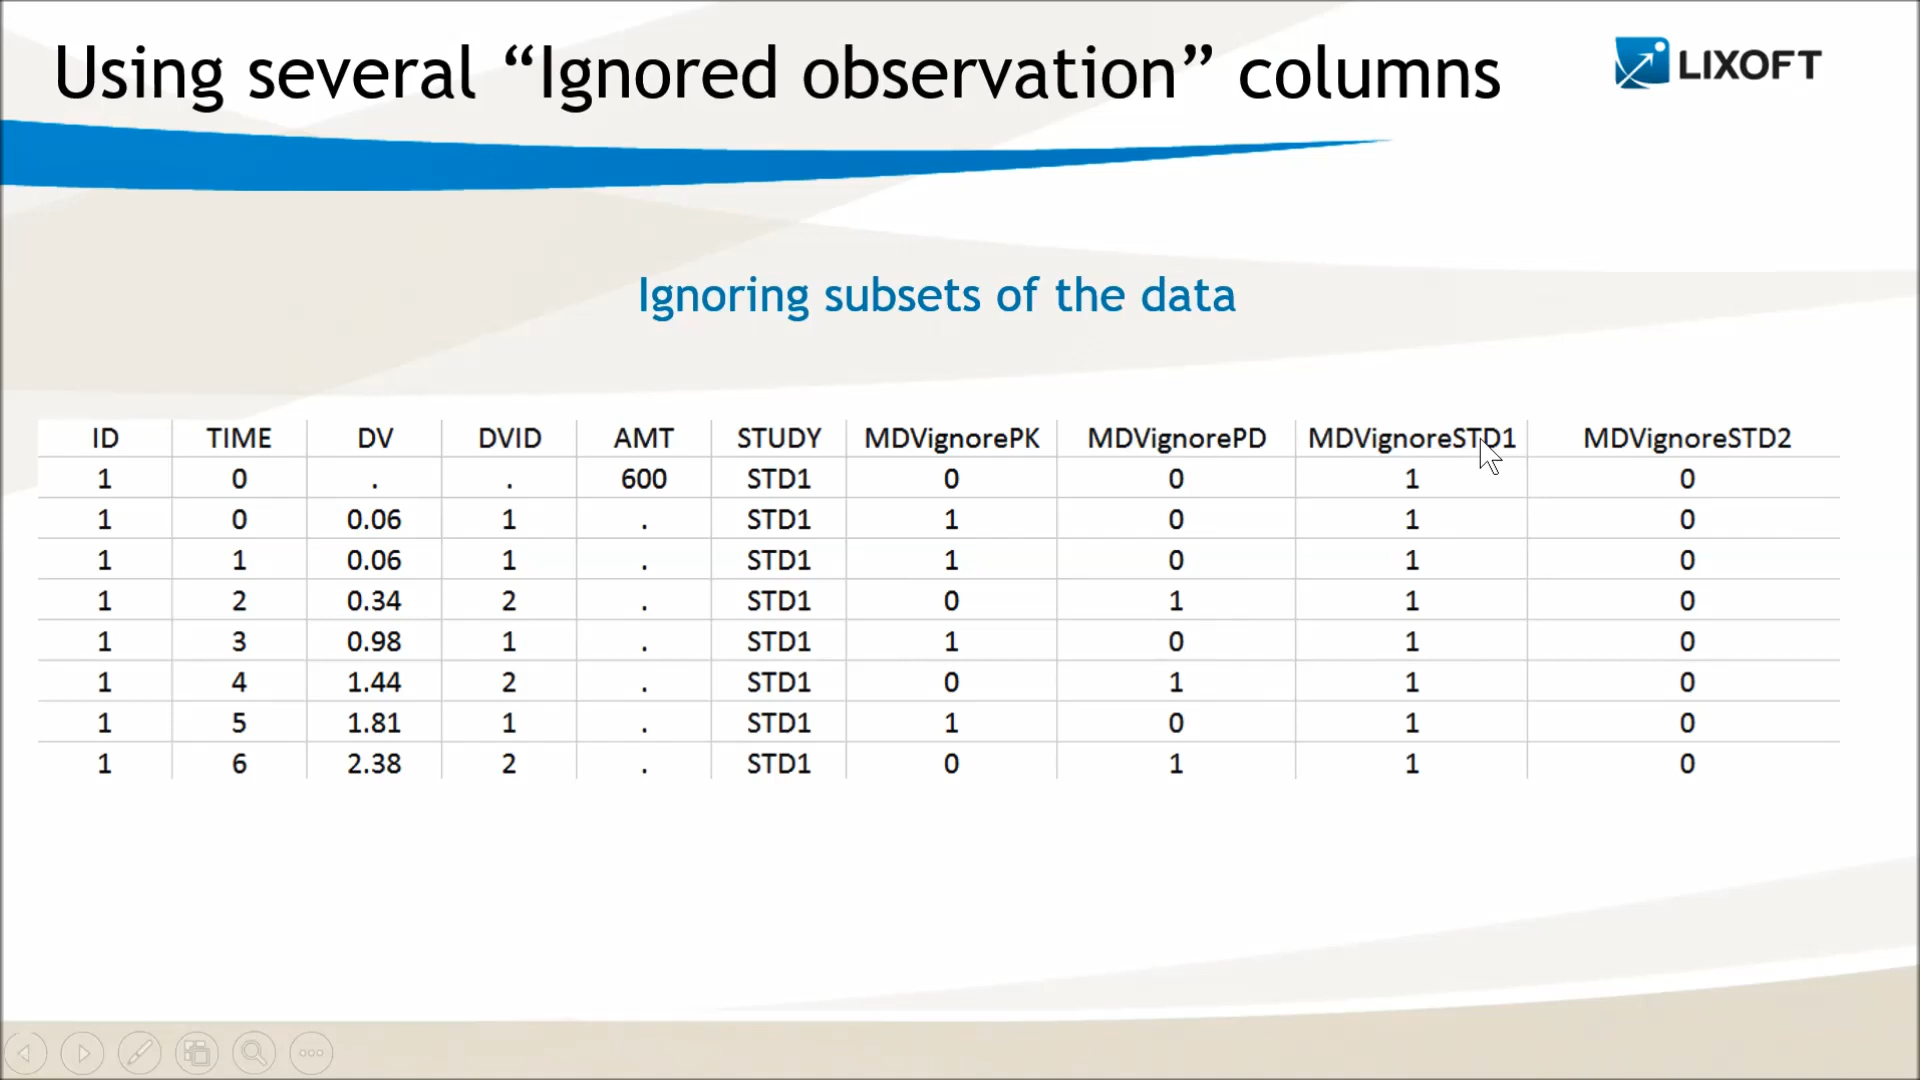 Using several “Ignored observation” columns
LIXOFT
Ignoring subsets of the data
ID TIME DV DVID AMT STUDY MDVignorePK MDVignorePD MDVignoreSTD1 MDVignoreSTD2
1 0 . . 600 STD1 0 0 1 0
1 0 0.06 1 . STD1 1 0 1 0
1 1 0.06 1 . STD1 1 0 1 0
1 2 0.34 2 . STD1 0 1 1 0
1 3 0.98 1 . STD1 1 0 1 0
1 4 1.44 2 . STD1 0 1 1 0
1 5 1.81 1 . STD1 1 0 1 0
1 6 2.38 2 . STD1 0 1 1 0